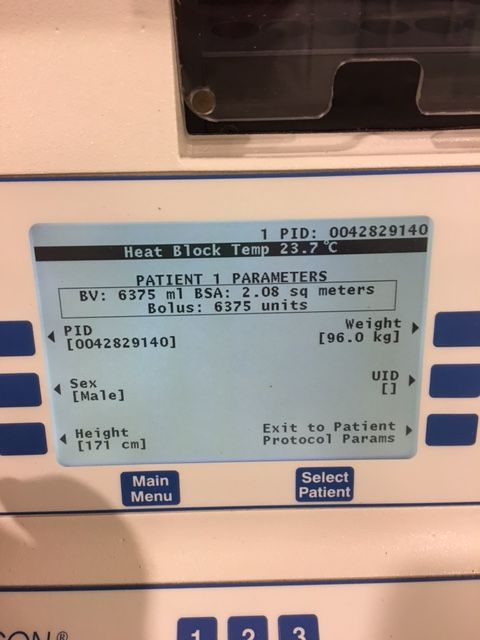 1 PID: 0042829140
Heat Block Temp 23.7°C
PATIENT 1 PARAMETERS
BV: 6375 ml BSA: 2.08 sq meters
Bolus: 6375 units
PID
[0042829140]
Weight
[96.0 kg]
Sex
[Male]
UID
[]
Height
[171 cm]
Exit to Patient
Protocol Params
Main
Menu
Select
Patient
1 2 3